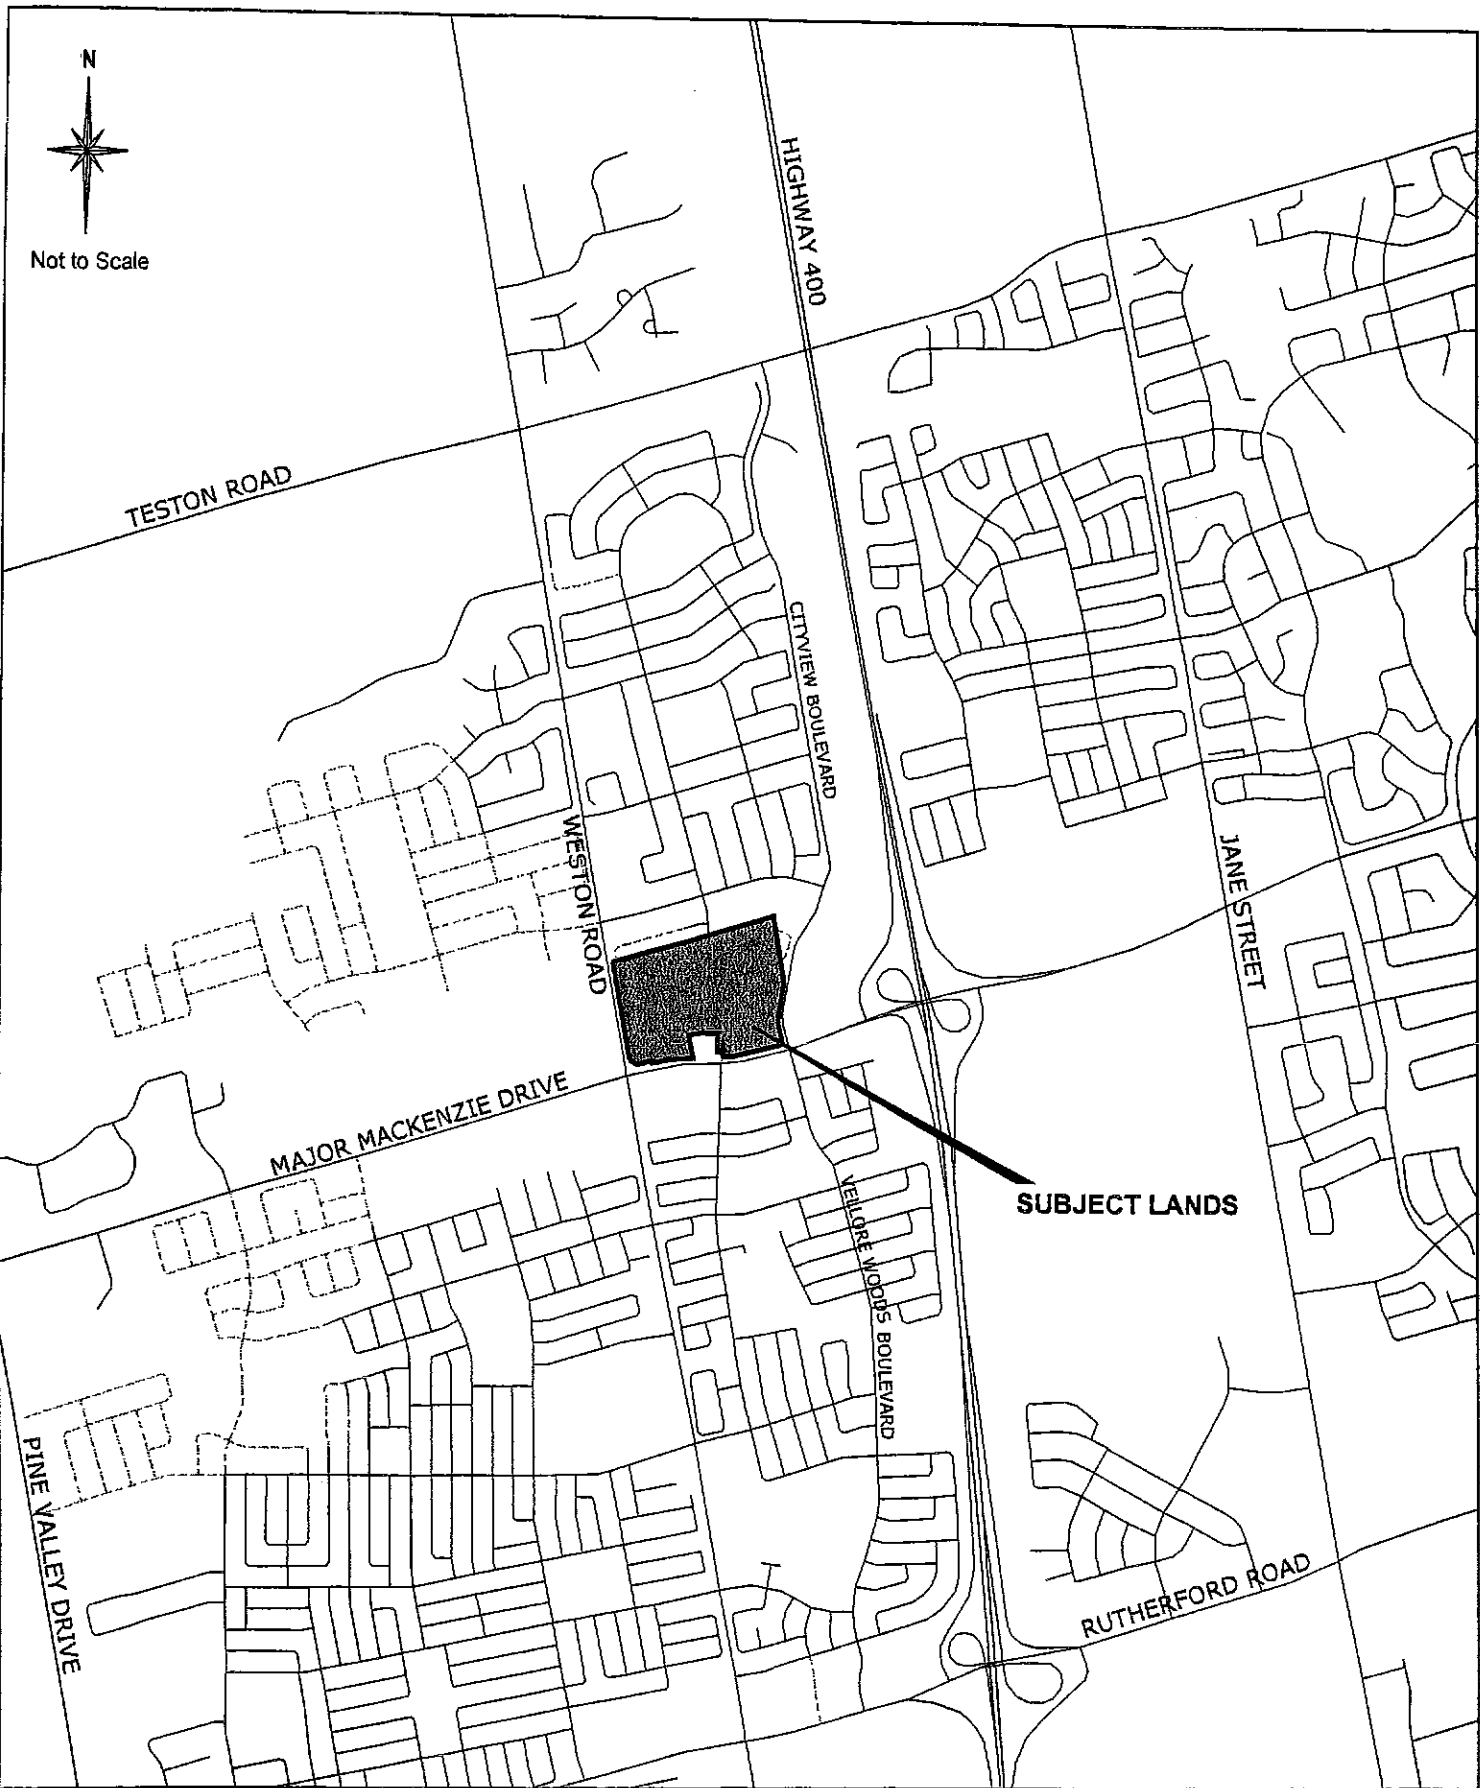 N
Not to Scale
HIGHWAY 400
TESTON ROAD
CITYVIEW BOULEVARD
WESTON ROAD
JANE STREET
MAJOR MACKENZIE DRIVE
SUBJECT LANDS
VELLORE WOODS BOULEVARD
PINE VALLEY DRIVE
RUTHERFORD ROAD